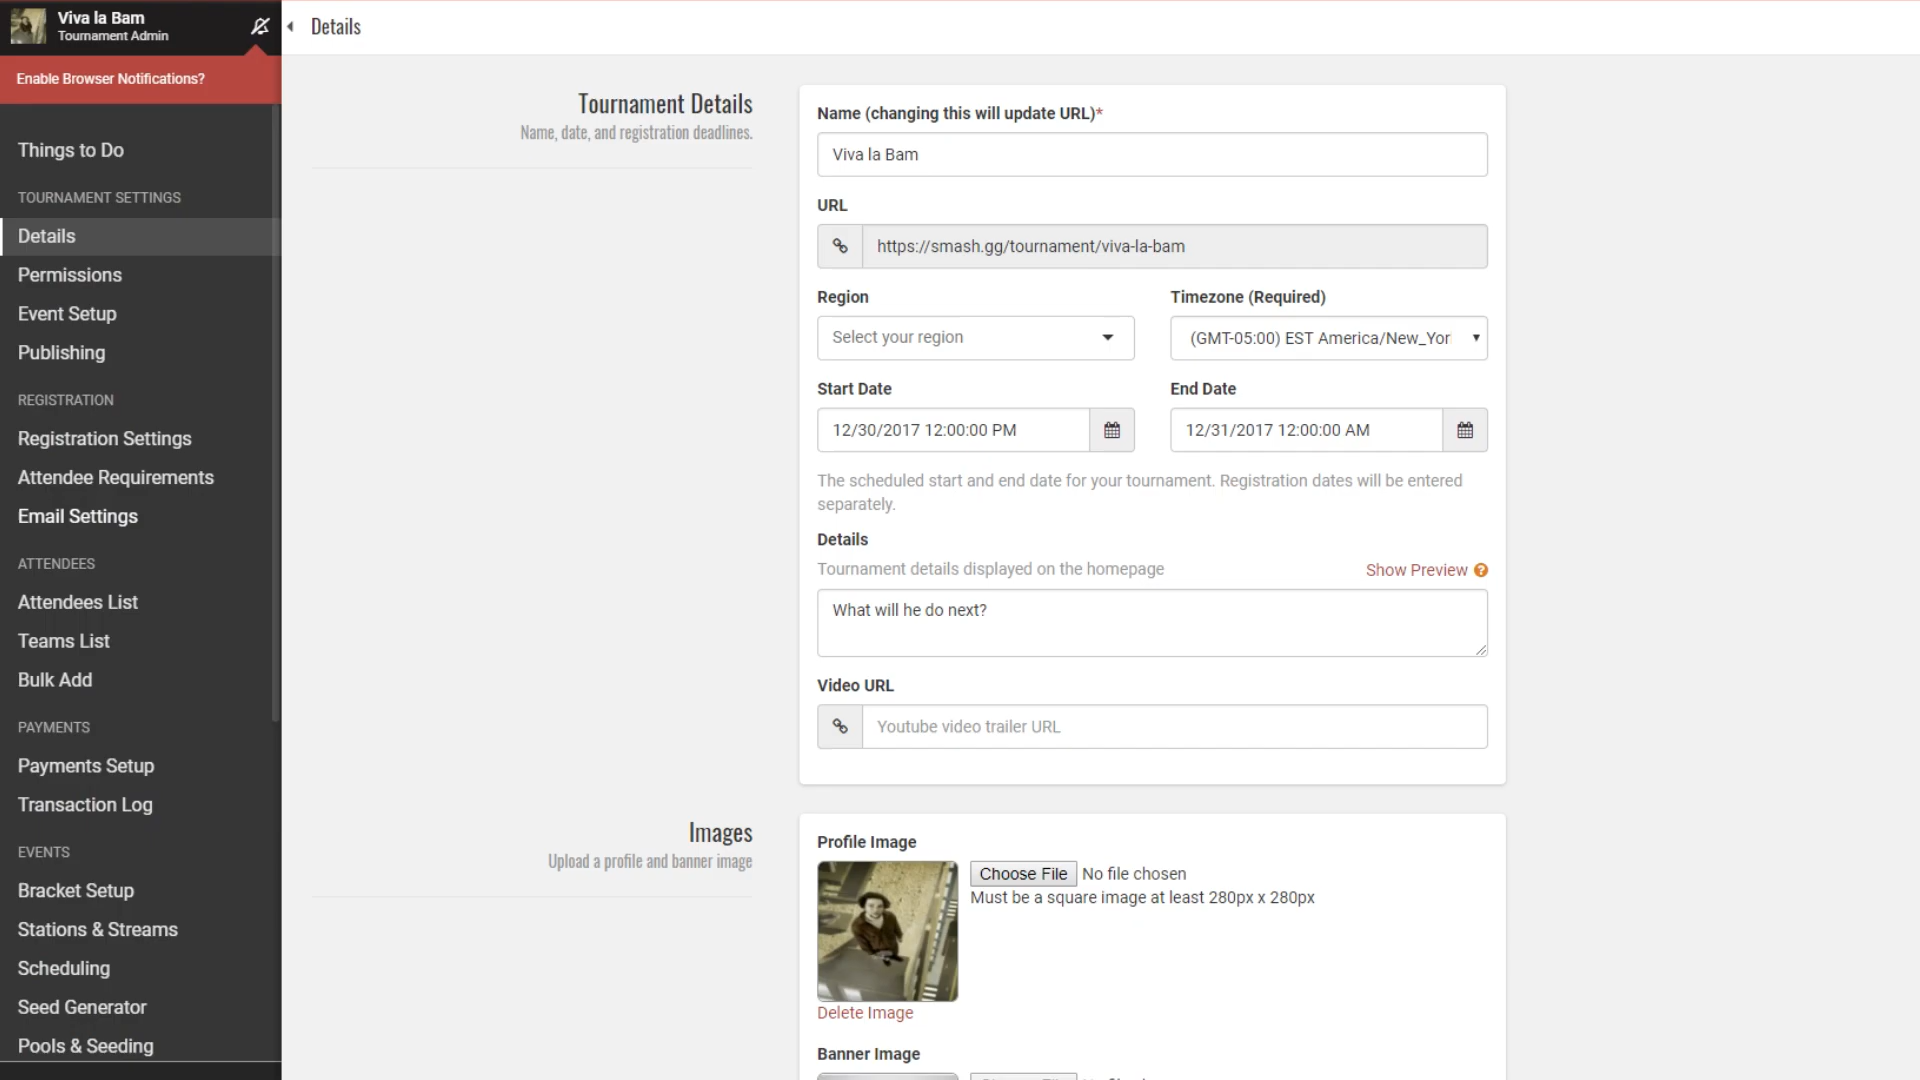 Viva la Bam
Tournament Admin
Details
Enable Browser Notifications?
Things to Do
TOURNAMENT SETTINGS
Details
Permissions
Event Setup
Publishing
REGISTRATION
Registration Settings
Attendee Requirements
Email Settings
ATTENDEES
Attendees List
Teams List
Bulk Add
PAYMENTS
Payments Setup
Transaction Log
EVENTS
Bracket Setup
Stations & Streams
Scheduling
Seed Generator
Pools & Seeding
Tournament Details
Name, date, and registration deadlines.
Name (changing this will update URL)*
Viva la Bam
URL
https://smash.gg/tournament/viva-la-bam
Region
Timezone (Required)
Select your region
(GMT-05:00) EST America/New_Yor
Start Date
End Date
12/30/2017 12:00:00 PM
12/31/2017 12:00:00 AM
The scheduled start and end date for your tournament. Registration dates will be entered
separately.
Details
Tournament details displayed on the homepage
Show Preview ?
What will he do next?
Video URL
Youtube video trailer URL
Images
Upload a profile and banner image
Profile Image
Choose File No file chosen
Must be a square image at least 280px x 280px
Delete Image
Banner Image